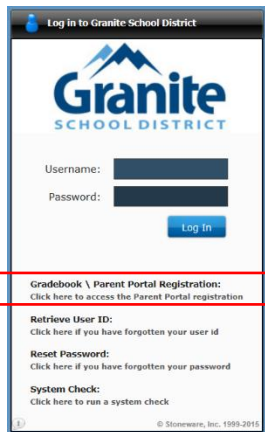 Log in to Granite School District
Granite
SCHOOL DISTRICT
Username:
Password:
Log In
Gradebook \ Parent Portal Registration:
Click here to access the Parent Portal registration
Retrieve User ID:
Click here if you have forgotten your user id
Reset Password:
Click here if you have forgotten your password
System Check:
Click here to run a system check
i © Stoneware, Inc. 1999-2015